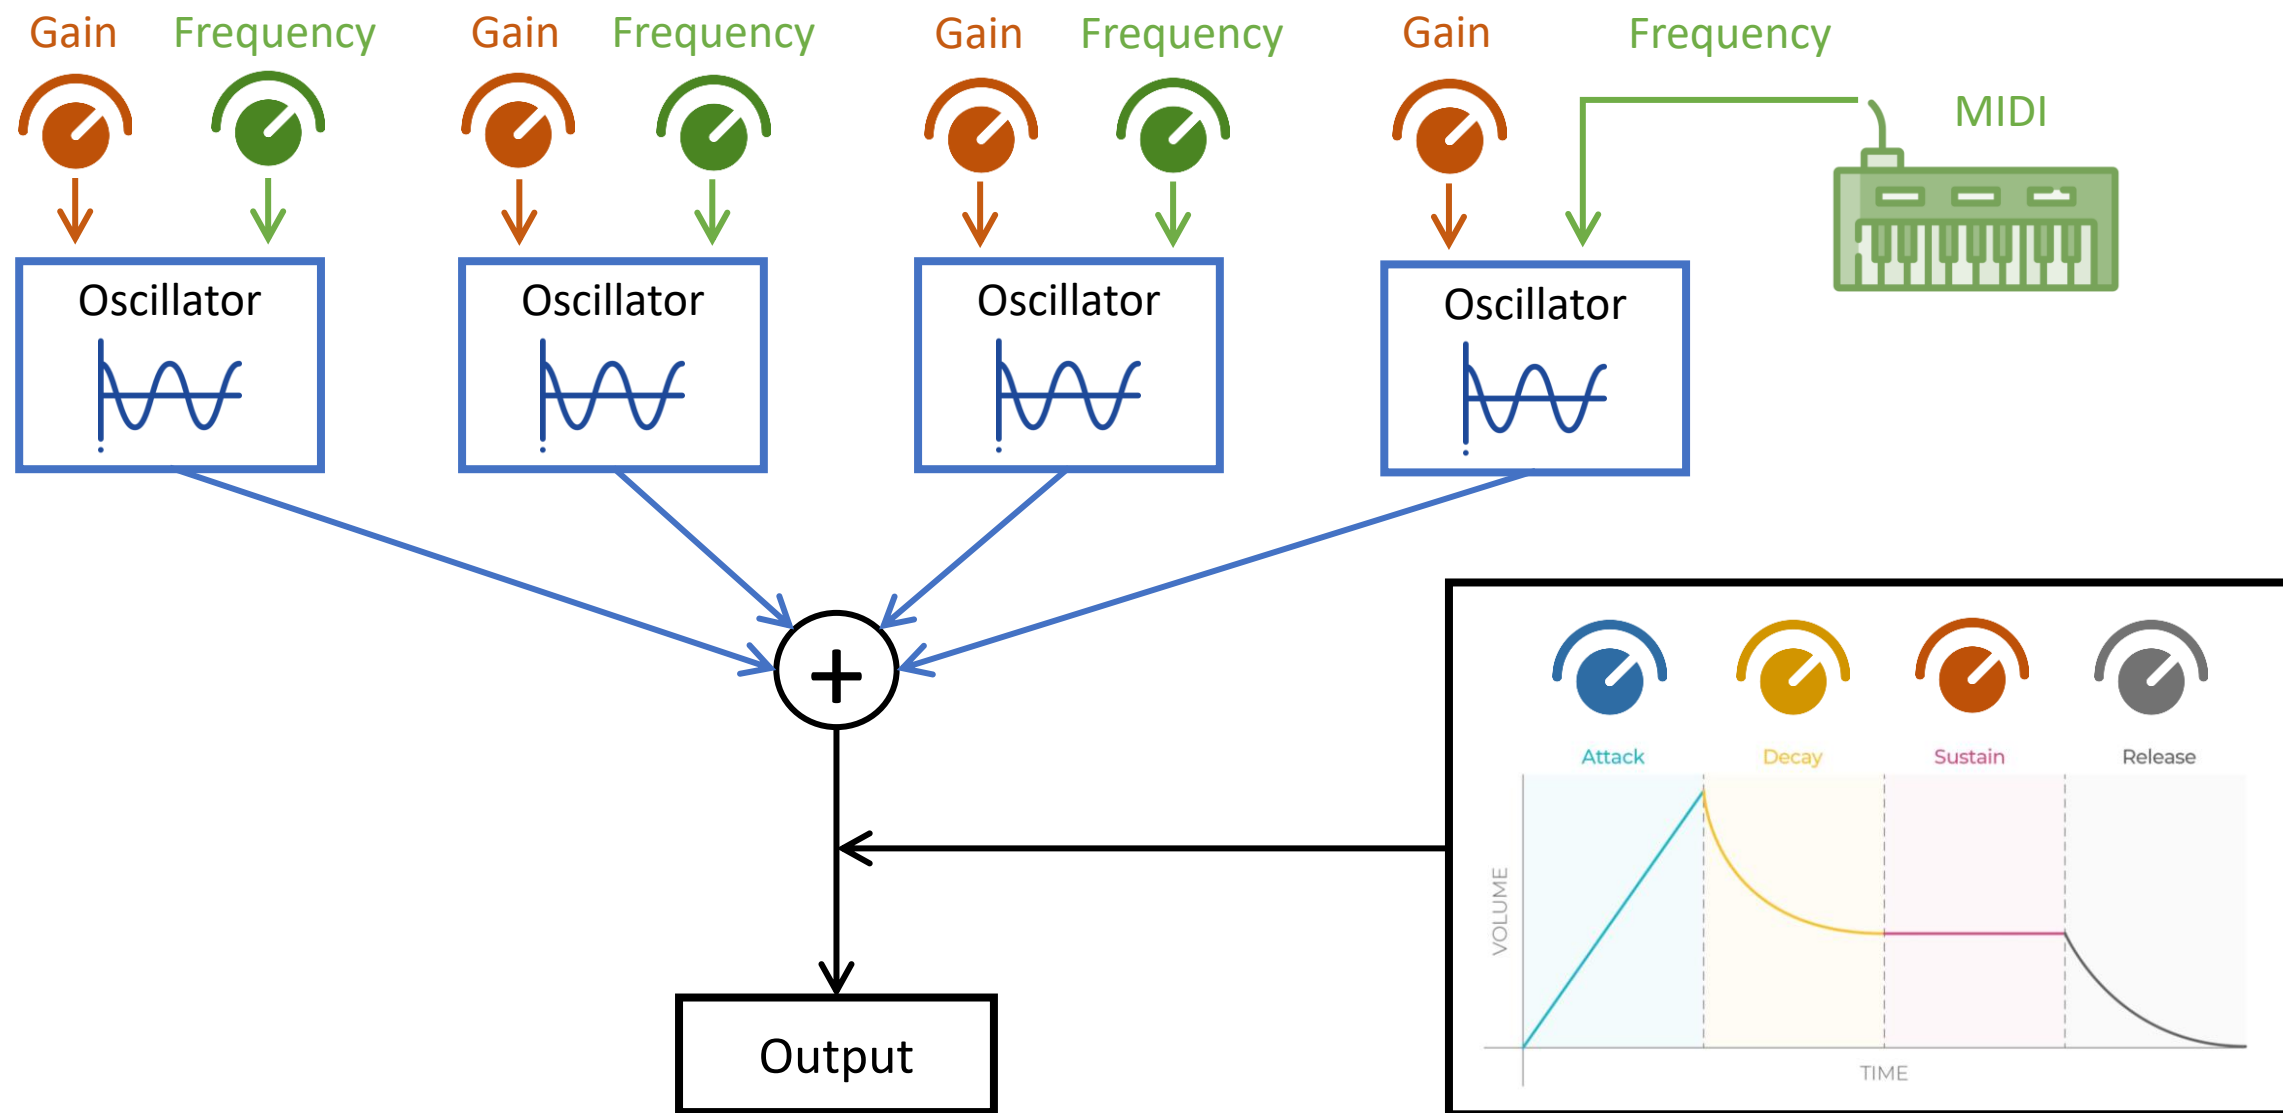 Gain Frequency Gain Frequency Gain Frequency Gain Frequency
MIDI
Oscillator Oscillator Oscillator Oscillator
+
Attack Decay Sustain Release
VOLUME
TIME
Output